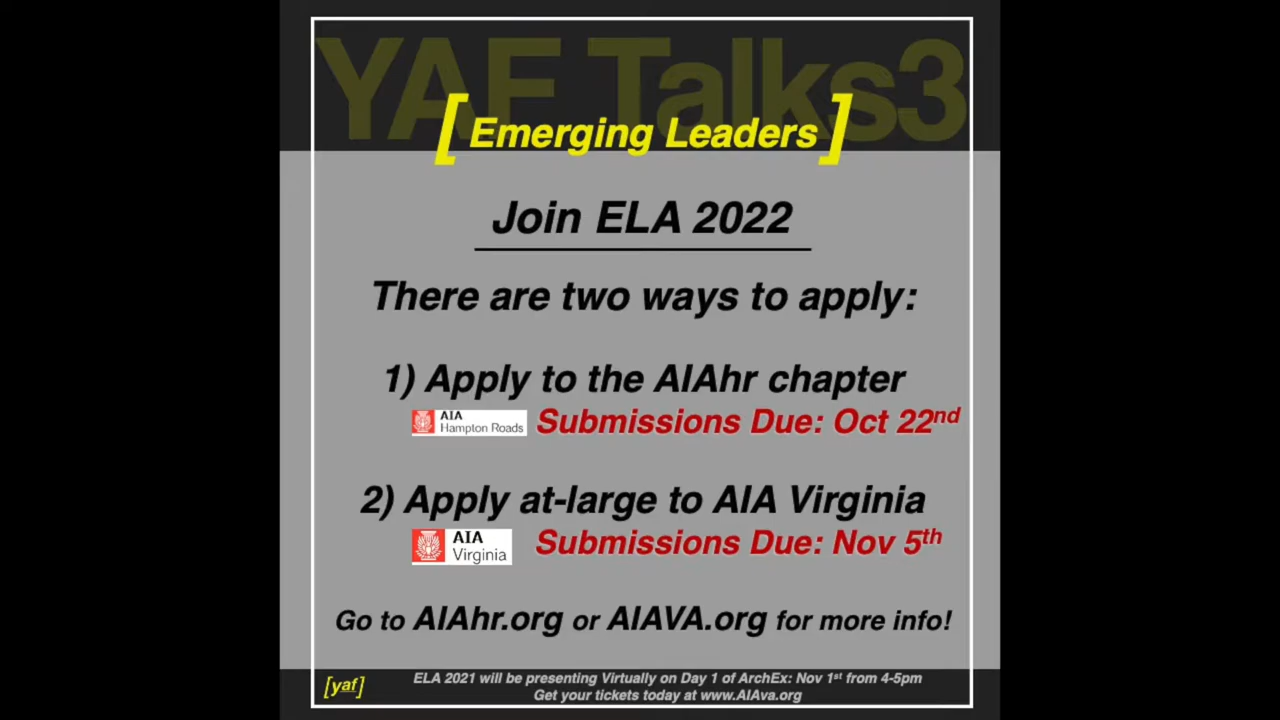 YAF Talks3
[Emerging Leaders]
Join ELA 2022
There are two ways to apply:
1) Apply to the AIAhr chapter
AIA
Hampton Roads
Submissions Due: Oct 22nd
2) Apply at-large to AIA Virginia
AIA
Virginia
Submissions Due: Nov 5th
Go to AIAhr.org or AIAVA.org for more info!
[yaf]
ELA 2021 will be presenting Virtually on Day 1 of ArchEx: Nov 1st from 4-5pm
Get your tickets today at www.AIAva.org